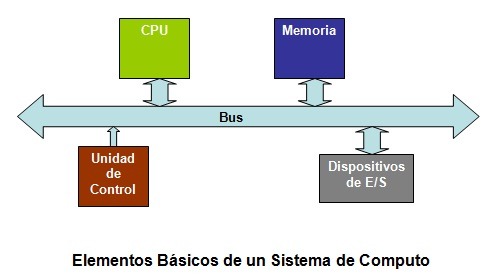 CPU
Memoria
Bus
Unidad
de
Control
Dispositivos
de E/S
Elementos Básicos de un Sistema de Computo